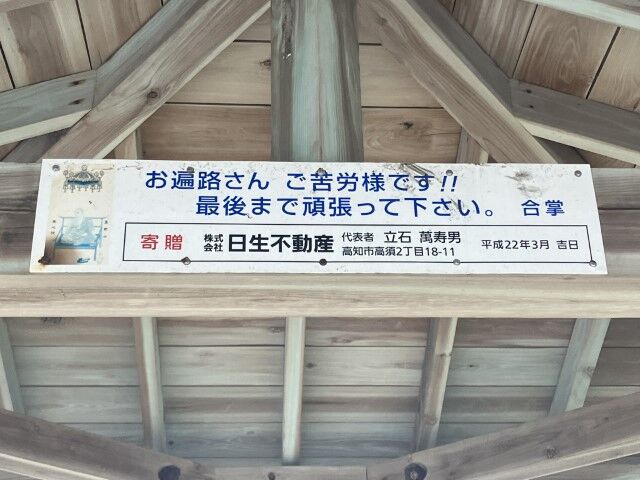 お遍路さん ご苦労様です!!
最後まで頑張って下さい。 合掌
寄贈 株式会社 日生不動産 代表者 立石 萬寿男 平成22年3月 吉日
高知市高須2丁目18-11